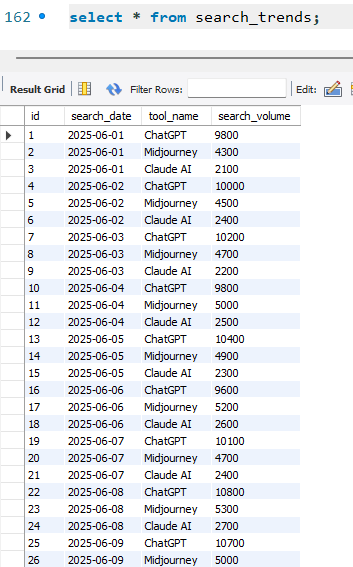 162 select * from search_trends;
Result Grid Filter Rows: Edit:
id search_date tool_name search_volume
1 2025-06-01 ChatGPT 9800
2 2025-06-01 Midjourney 4300
3 2025-06-01 Claude AI 2100
4 2025-06-02 ChatGPT 10000
5 2025-06-02 Midjourney 4500
6 2025-06-02 Claude AI 2400
7 2025-06-03 ChatGPT 10200
8 2025-06-03 Midjourney 4700
9 2025-06-03 Claude AI 2200
10 2025-06-04 ChatGPT 9800
11 2025-06-04 Midjourney 5000
12 2025-06-04 Claude AI 2500
13 2025-06-05 ChatGPT 10400
14 2025-06-05 Midjourney 4900
15 2025-06-05 Claude AI 2300
16 2025-06-06 ChatGPT 9600
17 2025-06-06 Midjourney 5200
18 2025-06-06 Claude AI 2600
19 2025-06-07 ChatGPT 10100
20 2025-06-07 Midjourney 4700
21 2025-06-07 Claude AI 2400
22 2025-06-08 ChatGPT 10800
23 2025-06-08 Midjourney 5300
24 2025-06-08 Claude AI 2700
25 2025-06-09 ChatGPT 10700
26 2025-06-09 Midjourney 5000